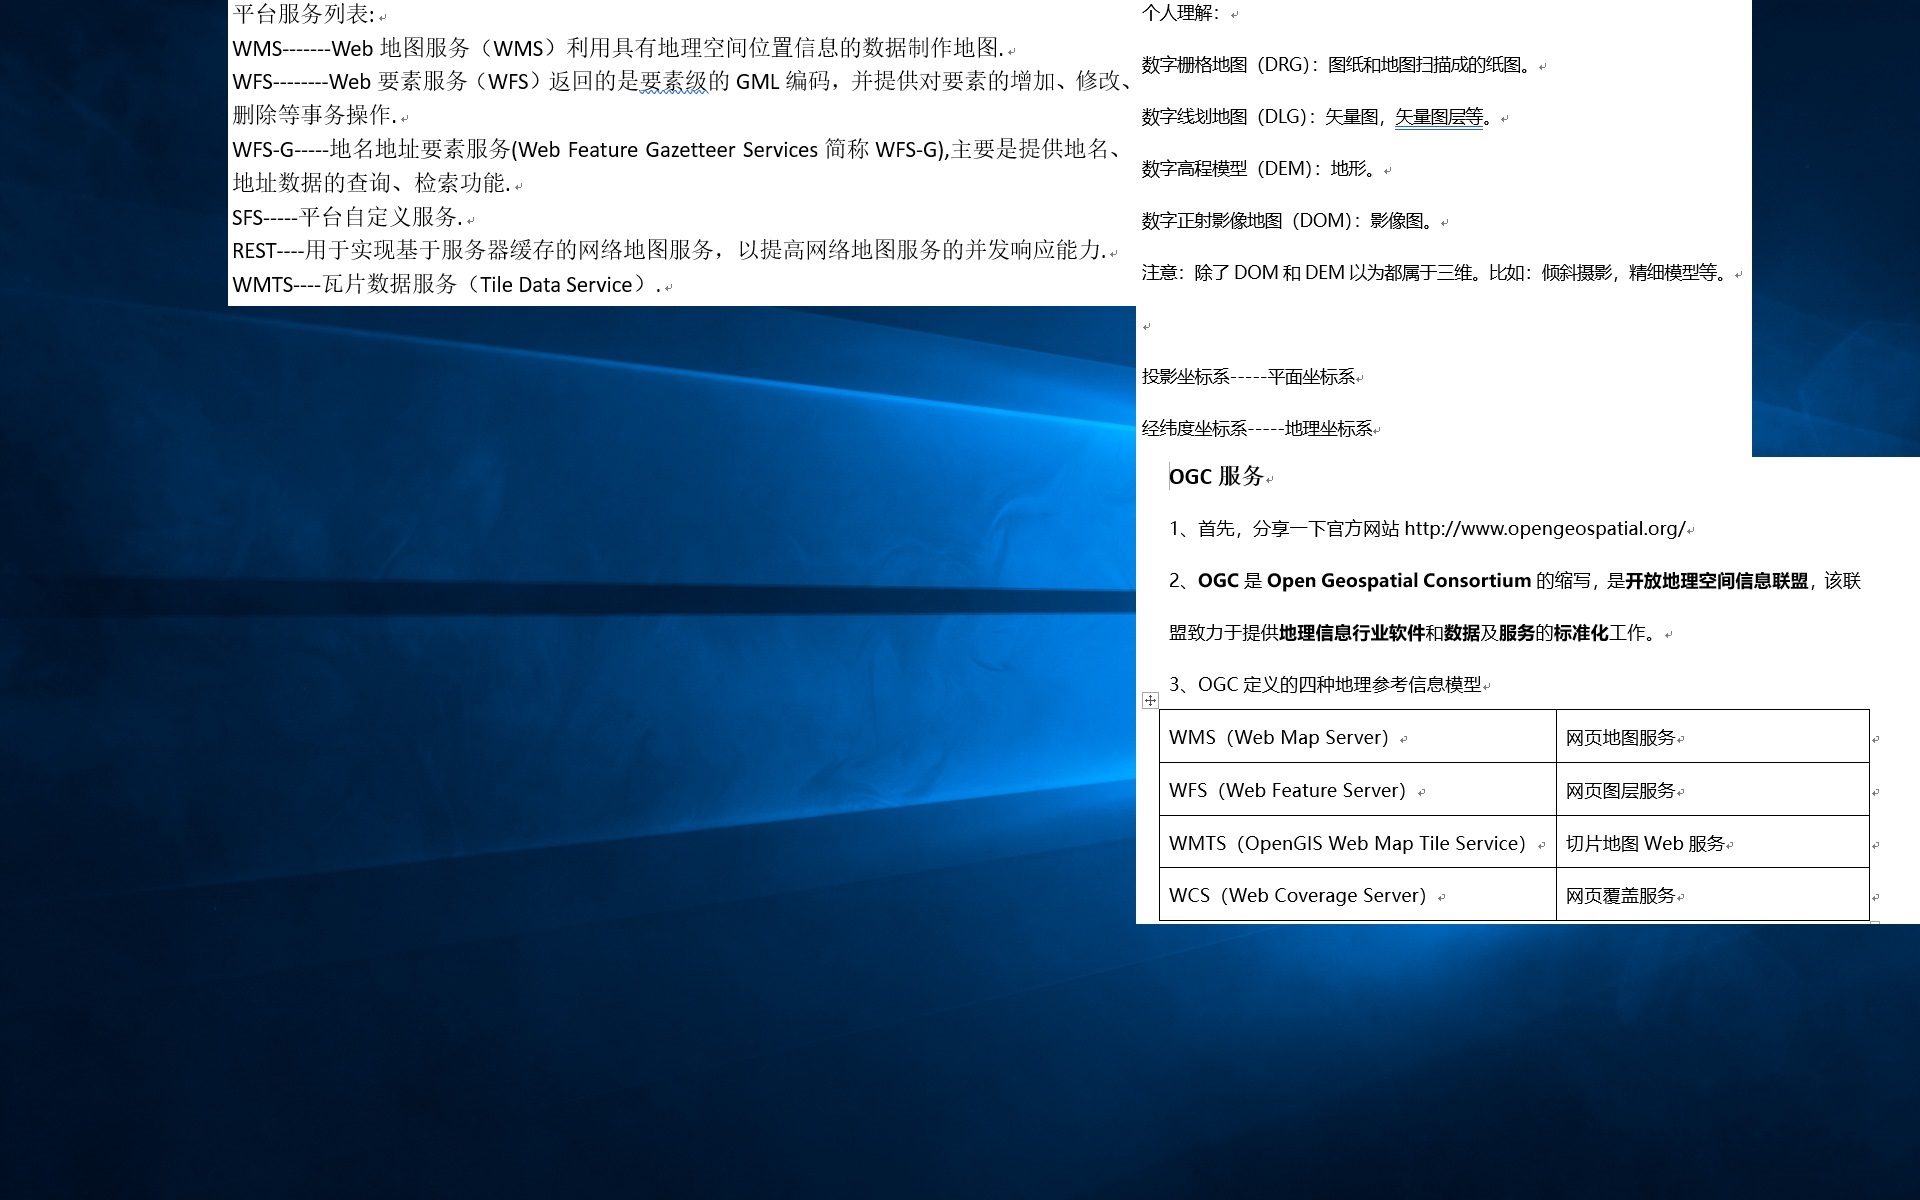 平台服务列表:
WMS-------Web 地图服务（WMS）利用具有地理空间位置信息的数据制作地图.
WFS--------Web 要素服务（WFS）返回的是要素级的 GML 编码，并提供对要素的增加、修改、
删除等事务操作.
WFS-G-----地名地址要素服务(Web Feature Gazetteer Services 简称 WFS-G),主要是提供地名、
地址数据的查询、检索功能.
SFS-----平台自定义服务.
REST----用于实现基于服务器缓存的网络地图服务，以提高网络地图服务的并发响应能力.
WMTS----瓦片数据服务（Tile Data Service）.
个人理解：
数字栅格地图（DRG）：图纸和地图扫描成的纸图。
数字线划地图（DLG）：矢量图，矢量图层等。
数字高程模型（DEM）：地形。
数字正射影像地图（DOM）：影像图。
注意：除了 DOM 和 DEM 以为都属于三维。比如：倾斜摄影，精细模型等。
投影坐标系-----平面坐标系
经纬度坐标系-----地理坐标系
OGC 服务
1、首先，分享一下官方网站 http://www.opengeospatial.org/
2、OGC 是 Open Geospatial Consortium 的缩写，是开放地理空间信息联盟，该联
盟致力于提供地理信息行业软件和数据及服务的标准化工作。
3、OGC 定义的四种地理参考信息模型
WMS（Web Map Server） 网页地图服务
WFS（Web Feature Server） 网页图层服务
WMTS（OpenGIS Web Map Tile Service） 切片地图 Web 服务
WCS（Web Coverage Server） 网页覆盖服务